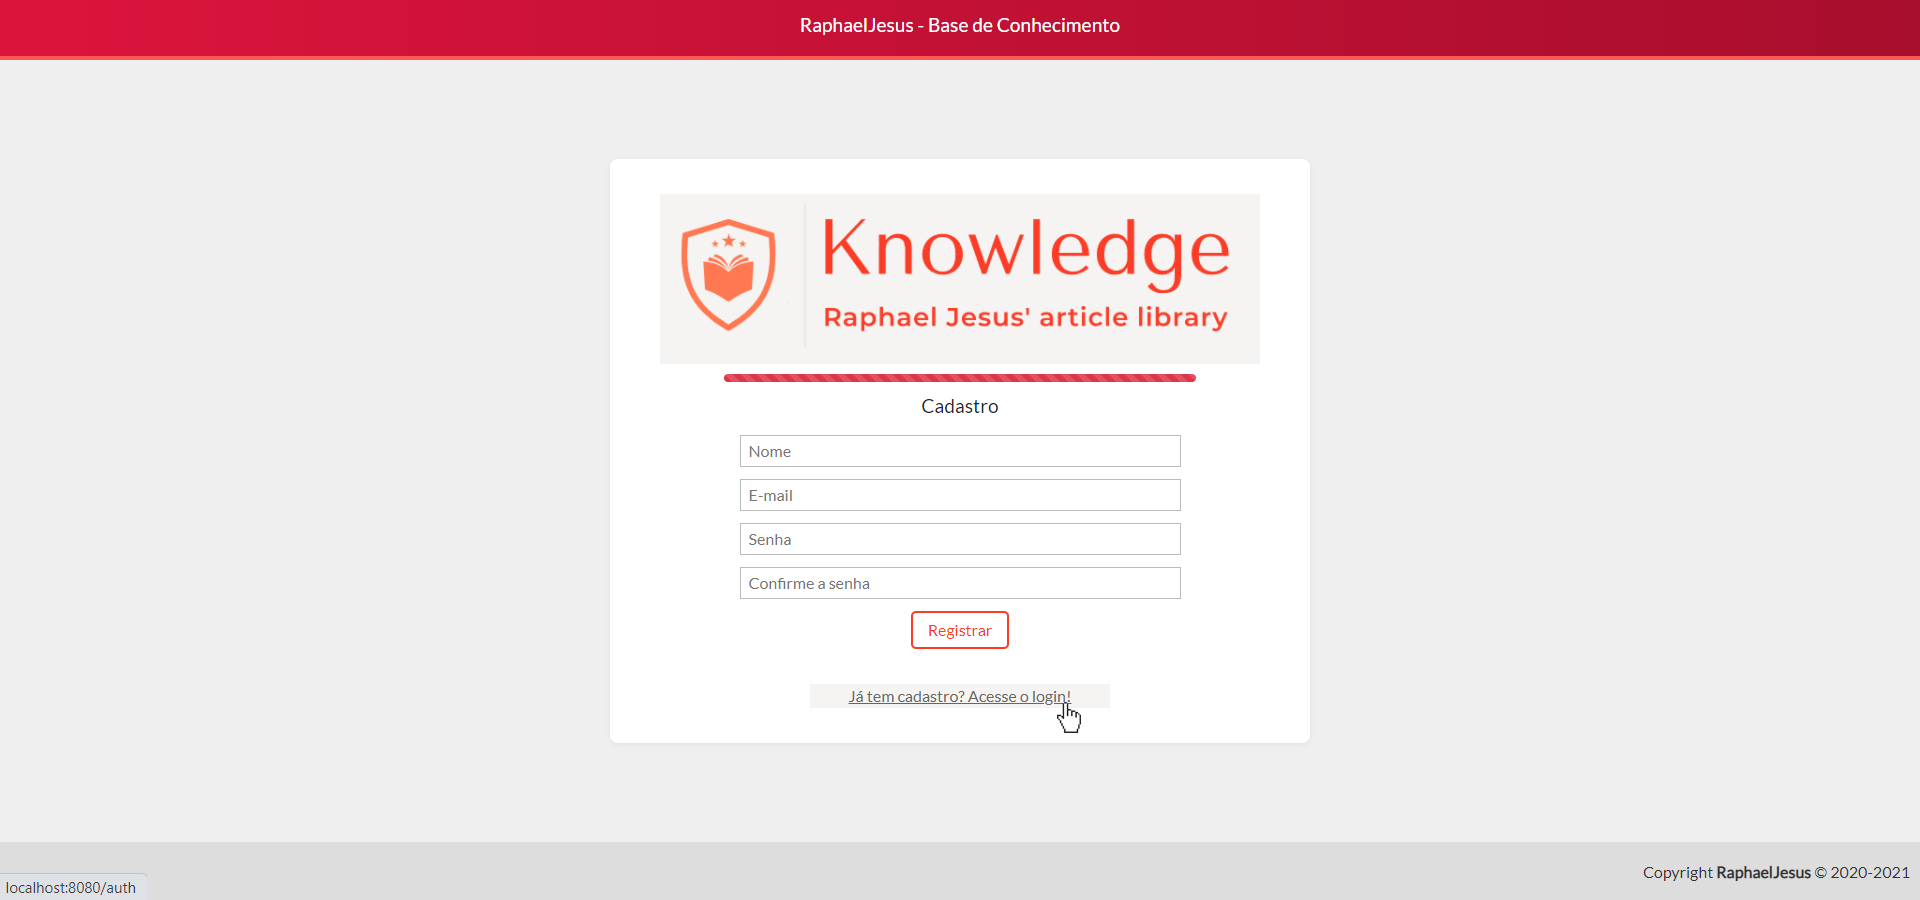 RaphaelJesus - Base de Conhecimento
Knowledge
Raphael Jesus' article library
Cadastro
Nome
E-mail
Senha
Confirme a senha
Registrar
Já tem cadastro? Acesse o login!
Copyright RaphaelJesus © 2020-2021
localhost:8080/auth